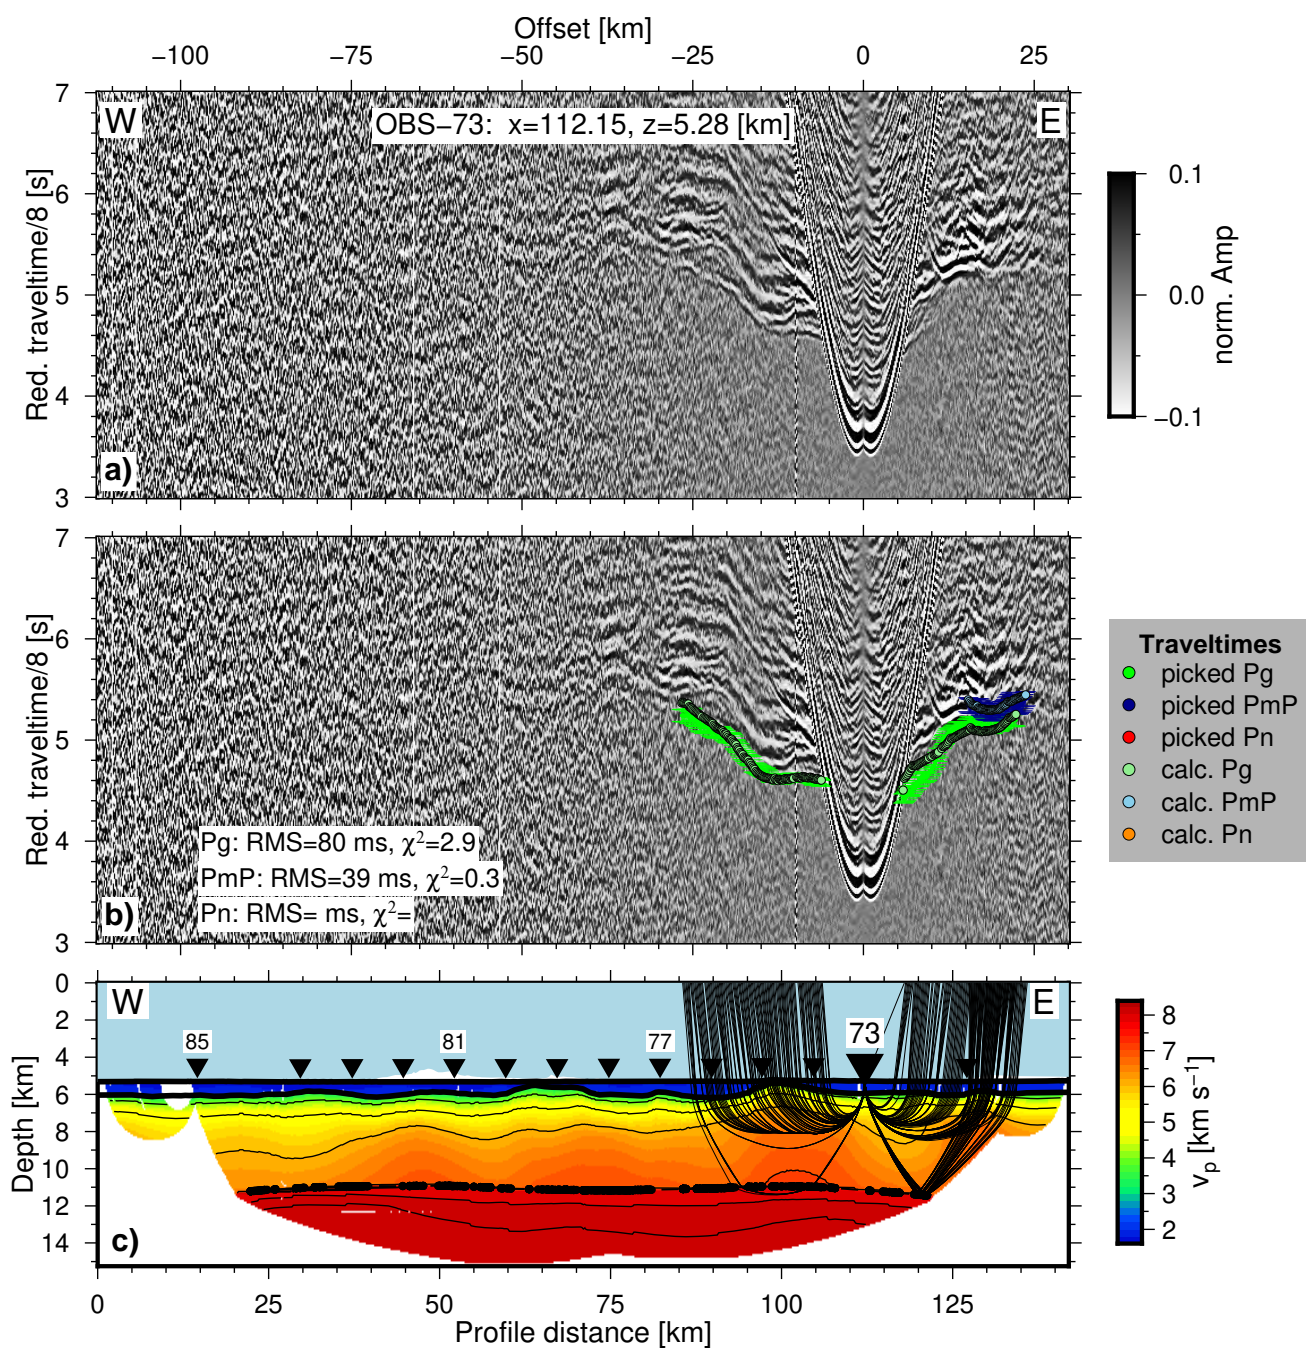 Offset [km]
−100 −75 −50 −25 0 25
7
6
5
4
3
Red. traveltime/8 [s]
W
OBS−73: x=112.15, z=5.28 [km]
E
a)
0.1
0.0
−0.1
norm. Amp
7
6
5
4
3
Red. traveltime/8 [s]
Pg: RMS=80 ms, χ²=2.9
PmP: RMS=39 ms, χ²=0.3
Pn: RMS= ms, χ²=
b)
Traveltimes
picked Pg
picked PmP
picked Pn
calc. Pg
calc. PmP
calc. Pn
0
2
4
6
8
10
12
14
Depth [km]
W
E
85 81 77 73
c)
8
7
6
5
4
3
2
vp [km s⁻¹]
0 25 50 75 100 125
Profile distance [km]